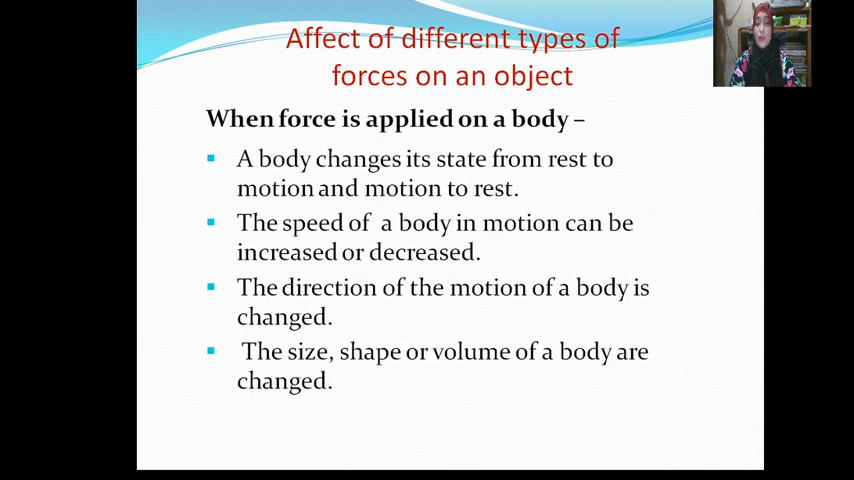 Affect of different types of
forces on an object
When force is applied on a body –
▪ A body changes its state from rest to
motion and motion to rest.
▪ The speed of a body in motion can be
increased or decreased.
▪ The direction of the motion of a body is
changed.
▪ The size, shape or volume of a body are
changed.